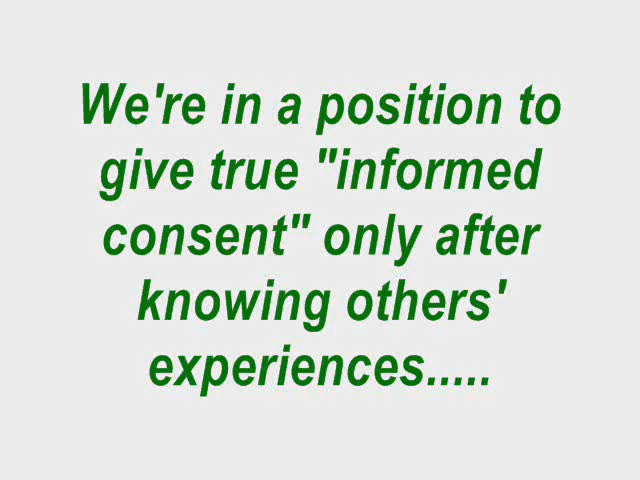 We're in a position to
give true "informed
consent" only after
knowing others'
experiences.....